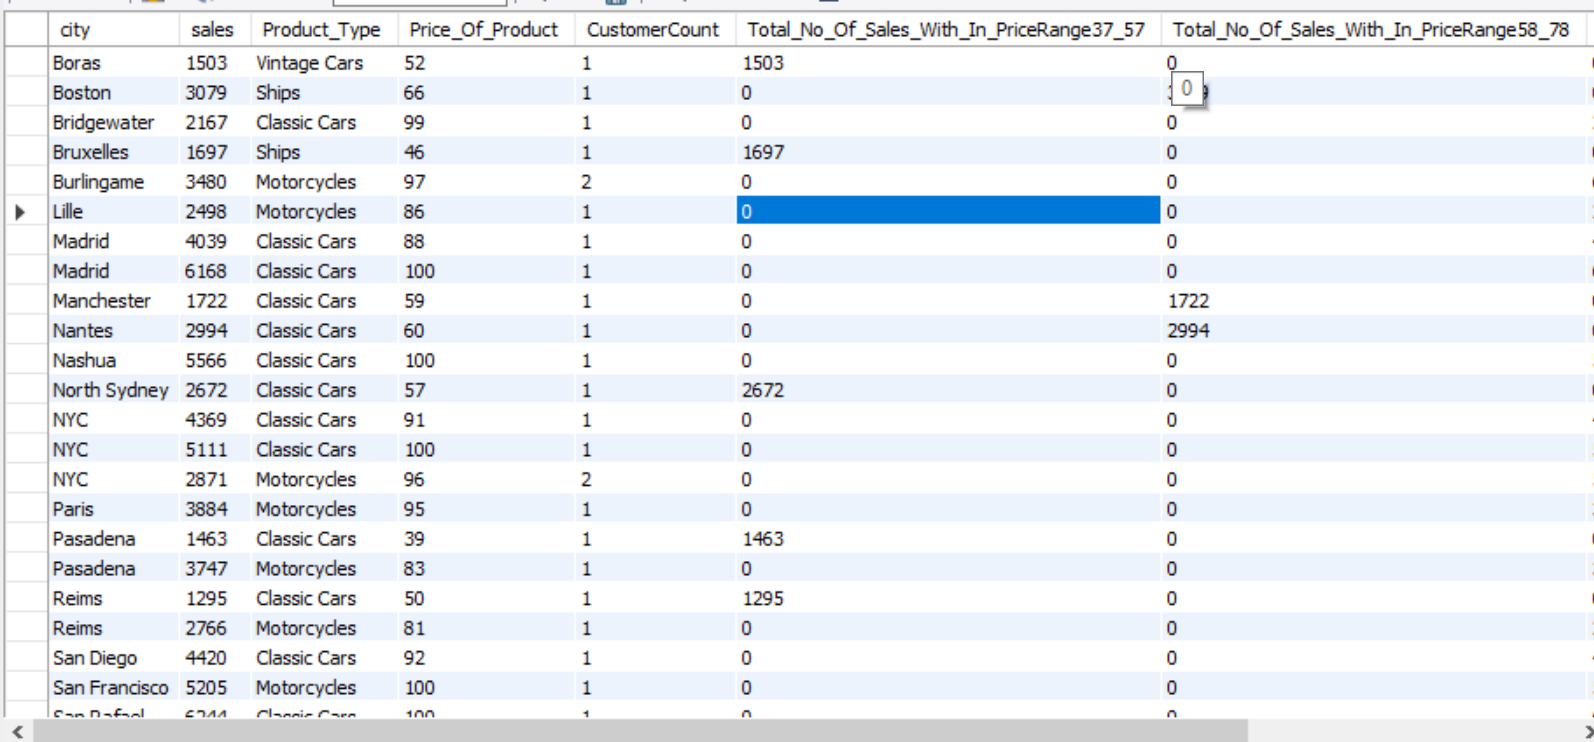 city sales Product_Type Price_Of_Product CustomerCount Total_No_Of_Sales_With_In_PriceRange37_57 Total_No_Of_Sales_With_In_PriceRange58_78
Boras 1503 Vintage Cars 52 1 1503 0
Boston 3079 Ships 66 1 0 0
Bridgewater 2167 Classic Cars 99 1 0 0
Bruxelles 1697 Ships 46 1 1697 0
Burlingame 3480 Motorcycles 97 2 0 0
Lille 2498 Motorcycles 86 1 0 0
Madrid 4039 Classic Cars 88 1 0 0
Madrid 6168 Classic Cars 100 1 0 0
Manchester 1722 Classic Cars 59 1 0 1722
Nantes 2994 Classic Cars 60 1 0 2994
Nashua 5566 Classic Cars 100 1 0 0
North Sydney 2672 Classic Cars 57 1 2672 0
NYC 4369 Classic Cars 91 1 0 0
NYC 5111 Classic Cars 100 1 0 0
NYC 2871 Motorcycles 96 2 0 0
Paris 3884 Motorcycles 95 1 0 0
Pasadena 1463 Classic Cars 39 1 1463 0
Pasadena 3747 Motorcycles 83 1 0 0
Reims 1295 Classic Cars 50 1 1295 0
Reims 2766 Motorcycles 81 1 0 0
San Diego 4420 Classic Cars 92 1 0 0
San Francisco 5205 Motorcycles 100 1 0 0
San Rafael 6244 Classic Cars 100 1 0 0